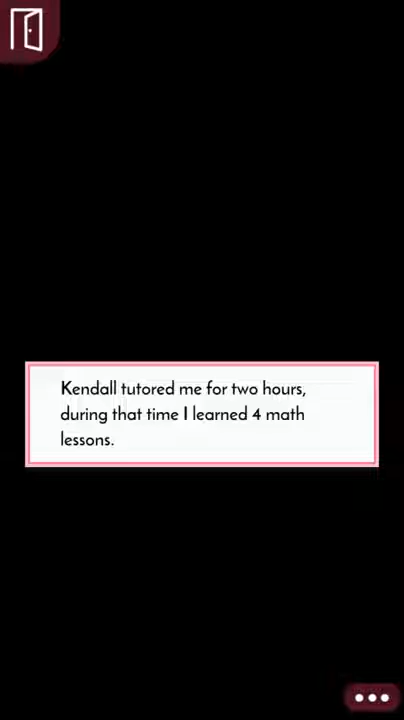 Kendall tutored me for two hours,
during that time I learned 4 math
lessons.